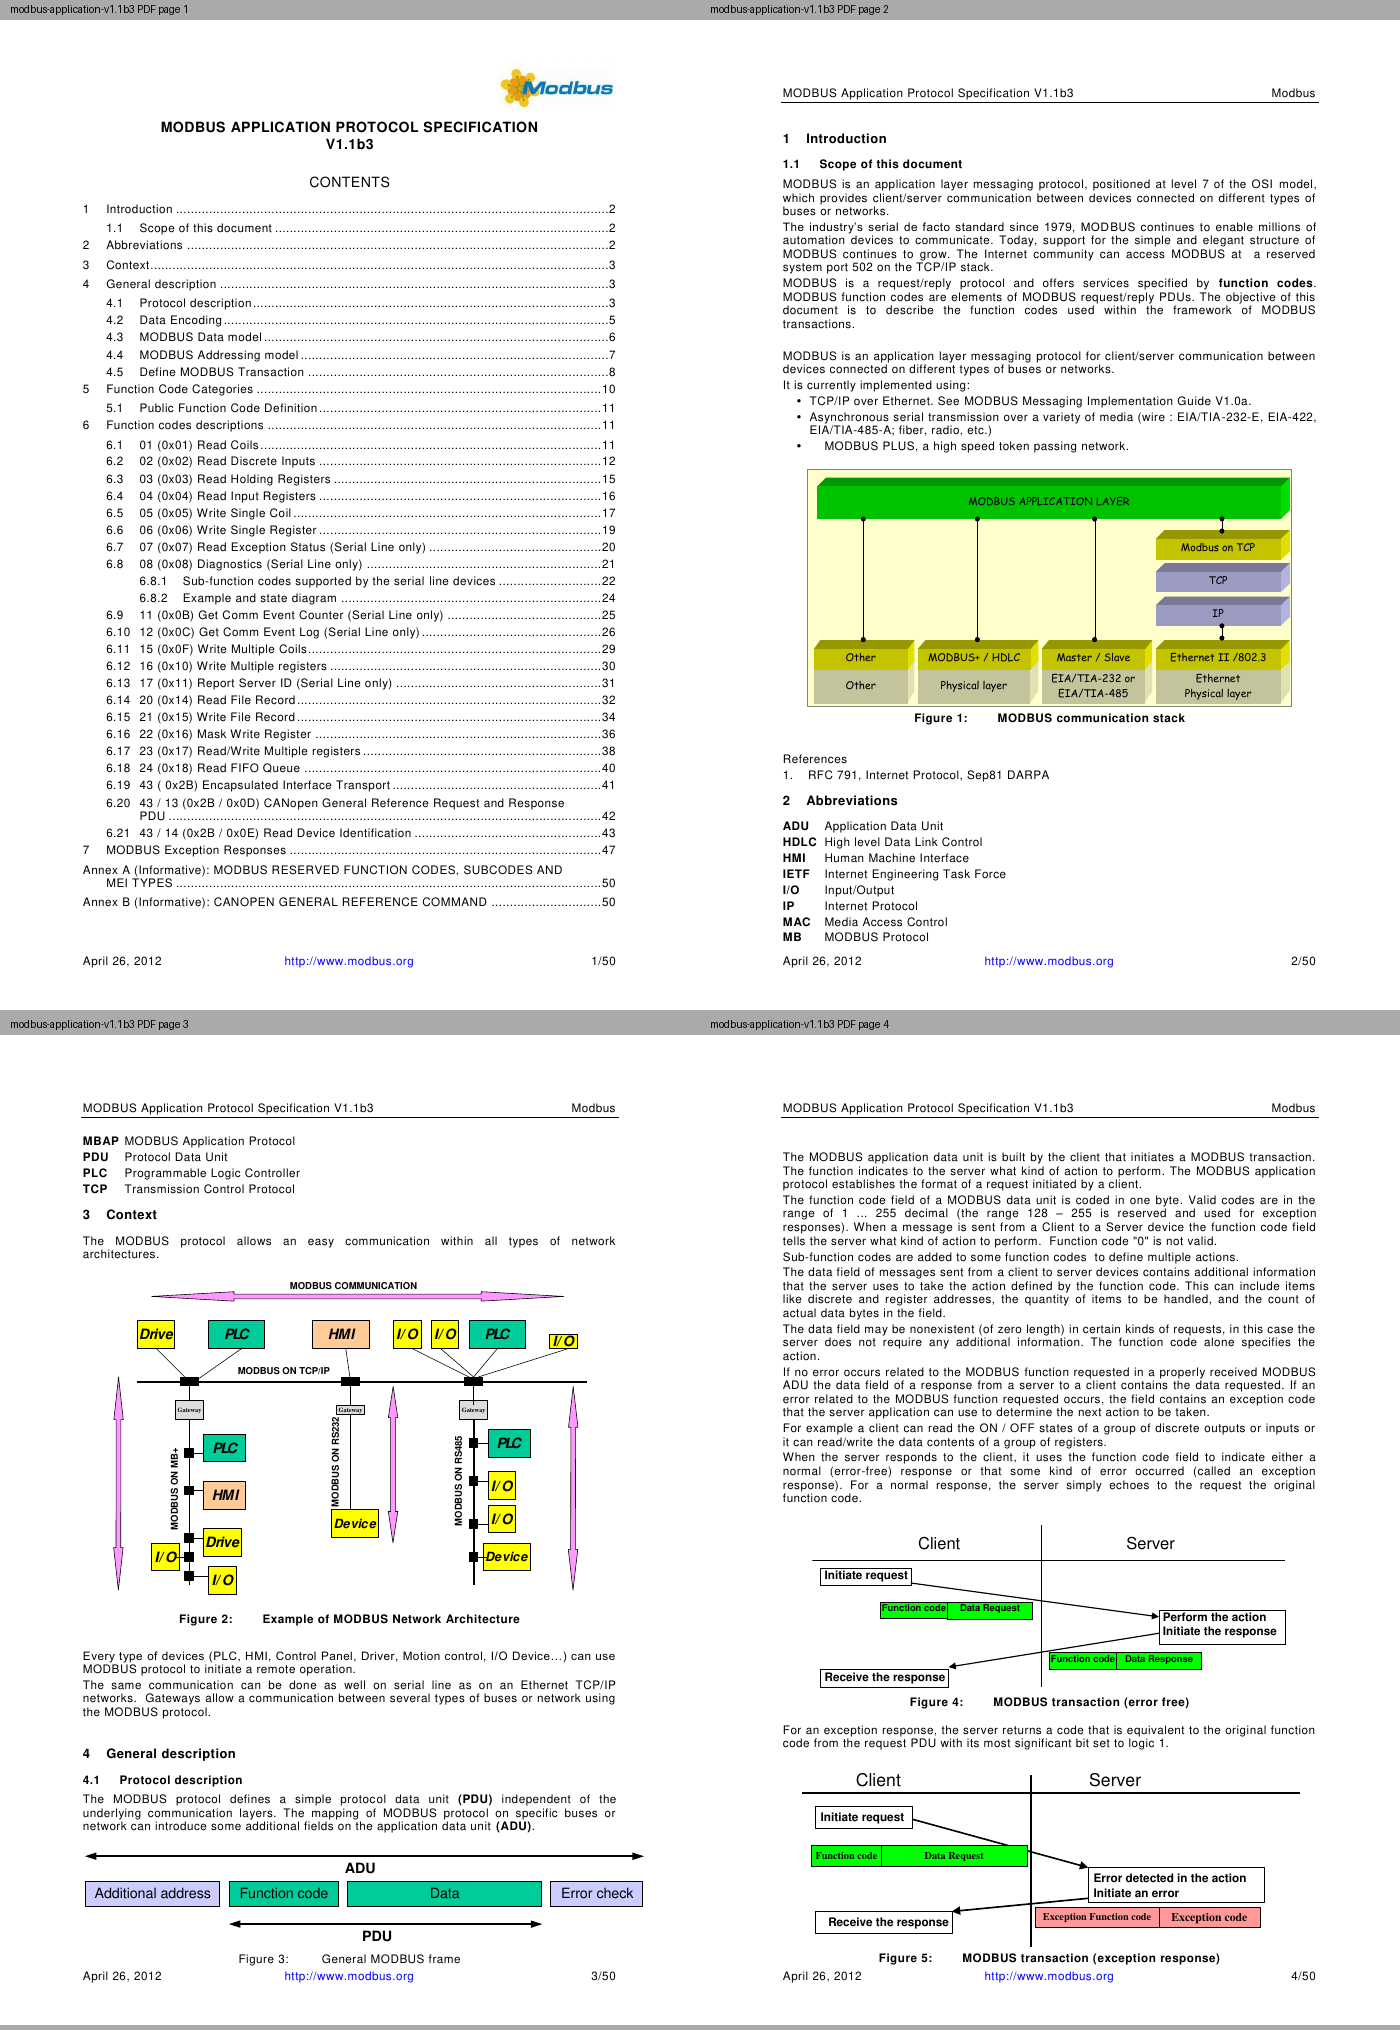 modbus-application-v1.1b3 PDF page 1
Modbus
MODBUS APPLICATION PROTOCOL SPECIFICATION
V1.1b3
CONTENTS
1 Introduction ..........2
1.1 Scope of this document ..........2
2 Abbreviations ..........2
3 Context ..........3
4 General description ..........3
4.1 Protocol description ..........3
4.2 Data Encoding ..........5
4.3 MODBUS Data model ..........6
4.4 MODBUS Addressing model ..........7
4.5 Define MODBUS Transaction ..........8
5 Function Code Categories ..........10
5.1 Public Function Code Definition ..........11
6 Function codes descriptions ..........11
6.1 01 (0x01) Read Coils ..........11
6.2 02 (0x02) Read Discrete Inputs ..........12
6.3 03 (0x03) Read Holding Registers ..........15
6.4 04 (0x04) Read Input Registers ..........16
6.5 05 (0x05) Write Single Coil ..........17
6.6 06 (0x06) Write Single Register ..........19
6.7 07 (0x07) Read Exception Status (Serial Line only) ..........20
6.8 08 (0x08) Diagnostics (Serial Line only) ..........21
6.8.1 Sub-function codes supported by the serial line devices ..........22
6.8.2 Example and state diagram ..........24
6.9 11 (0x0B) Get Comm Event Counter (Serial Line only) ..........25
6.10 12 (0x0C) Get Comm Event Log (Serial Line only) ..........26
6.11 15 (0x0F) Write Multiple Coils ..........29
6.12 16 (0x10) Write Multiple registers ..........30
6.13 17 (0x11) Report Server ID (Serial Line only) ..........31
6.14 20 (0x14) Read File Record ..........32
6.15 21 (0x15) Write File Record ..........34
6.16 22 (0x16) Mask Write Register ..........36
6.17 23 (0x17) Read/Write Multiple registers ..........38
6.18 24 (0x18) Read FIFO Queue ..........40
6.19 43 ( 0x2B) Encapsulated Interface Transport ..........41
6.20 43 / 13 (0x2B / 0x0D) CANopen General Reference Request and Response
PDU ..........42
6.21 43 / 14 (0x2B / 0x0E) Read Device Identification ..........43
7 MODBUS Exception Responses ..........47
Annex A (Informative): MODBUS RESERVED FUNCTION CODES, SUBCODES AND
MEI TYPES ..........50
Annex B (Informative): CANOPEN GENERAL REFERENCE COMMAND ..........50
April 26, 2012 http://www.modbus.org 1/50
modbus-application-v1.1b3 PDF page 2
MODBUS Application Protocol Specification V1.1b3 Modbus
1 Introduction
1.1 Scope of this document
MODBUS is an application layer messaging protocol, positioned at level 7 of the OSI model,
which provides client/server communication between devices connected on different types of
buses or networks.
The industry's serial de facto standard since 1979, MODBUS continues to enable millions of
automation devices to communicate. Today, support for the simple and elegant structure of
MODBUS continues to grow. The Internet community can access MODBUS at a reserved
system port 502 on the TCP/IP stack.
MODBUS is a request/reply protocol and offers services specified by function codes.
MODBUS function codes are elements of MODBUS request/reply PDUs. The objective of this
document is to describe the function codes used within the framework of MODBUS
transactions.
MODBUS is an application layer messaging protocol for client/server communication between
devices connected on different types of buses or networks.
It is currently implemented using:
• TCP/IP over Ethernet. See MODBUS Messaging Implementation Guide V1.0a.
• Asynchronous serial transmission over a variety of media (wire : EIA/TIA-232-E, EIA-422,
EIA/TIA-485-A; fiber, radio, etc.)
• MODBUS PLUS, a high speed token passing network.
MODBUS APPLICATION LAYER
Modbus on TCP
TCP
IP
Other MODBUS+ / HDLC Master / Slave Ethernet II /802.3
Other Physical layer EIA/TIA-232 or EIA/TIA-485 Ethernet Physical layer
Figure 1: MODBUS communication stack
References
1. RFC 791, Internet Protocol, Sep81 DARPA
2 Abbreviations
ADU Application Data Unit
HDLC High level Data Link Control
HMI Human Machine Interface
IETF Internet Engineering Task Force
I/O Input/Output
IP Internet Protocol
MAC Media Access Control
MB MODBUS Protocol
April 26, 2012 http://www.modbus.org 2/50
modbus-application-v1.1b3 PDF page 3
MODBUS Application Protocol Specification V1.1b3 Modbus
MBAP MODBUS Application Protocol
PDU Protocol Data Unit
PLC Programmable Logic Controller
TCP Transmission Control Protocol
3 Context
The MODBUS protocol allows an easy communication within all types of network
architectures.
MODBUS COMMUNICATION
Drive PLC HMI I/O I/O PLC I/O
MODBUS ON TCP/IP
Gateway Gateway Gateway
MODBUS ON MB+
MODBUS ON RS232
MODBUS ON RS485
PLC PLC
HMI I/O
Device I/O
Drive
I/O Device
I/O
Figure 2: Example of MODBUS Network Architecture
Every type of devices (PLC, HMI, Control Panel, Driver, Motion control, I/O Device…) can use
MODBUS protocol to initiate a remote operation.
The same communication can be done as well on serial line as on an Ethernet TCP/IP
networks. Gateways allow a communication between several types of buses or network using
the MODBUS protocol.
4 General description
4.1 Protocol description
The MODBUS protocol defines a simple protocol data unit (PDU) independent of the
underlying communication layers. The mapping of MODBUS protocol on specific buses or
network can introduce some additional fields on the application data unit (ADU).
ADU
Additional address Function code Data Error check
PDU
Figure 3: General MODBUS frame
April 26, 2012 http://www.modbus.org 3/50
modbus-application-v1.1b3 PDF page 4
MODBUS Application Protocol Specification V1.1b3 Modbus
The MODBUS application data unit is built by the client that initiates a MODBUS transaction.
The function indicates to the server what kind of action to perform. The MODBUS application
protocol establishes the format of a request initiated by a client.
The function code field of a MODBUS data unit is coded in one byte. Valid codes are in the
range of 1 ... 255 decimal (the range 128 – 255 is reserved and used for exception
responses). When a message is sent from a Client to a Server device the function code field
tells the server what kind of action to perform. Function code "0" is not valid.
Sub-function codes are added to some function codes to define multiple actions.
The data field of messages sent from a client to server devices contains additional information
that the server uses to take the action defined by the function code. This can include items
like discrete and register addresses, the quantity of items to be handled, and the count of
actual data bytes in the field.
The data field may be nonexistent (of zero length) in certain kinds of requests, in this case the
server does not require any additional information. The function code alone specifies the
action.
If no error occurs related to the MODBUS function requested in a properly received MODBUS
ADU the data field of a response from a server to a client contains the data requested. If an
error related to the MODBUS function requested occurs, the field contains an exception code
that the server application can use to determine the next action to be taken.
For example a client can read the ON / OFF states of a group of discrete outputs or inputs or
it can read/write the data contents of a group of registers.
When the server responds to the client, it uses the function code field to indicate either a
normal (error-free) response or that some kind of error occurred (called an exception
response). For a normal response, the server simply echoes to the request the original
function code.
Client Server
Initiate request
Function code Data Request
Perform the action
Initiate the response
Function code Data Response
Receive the response
Figure 4: MODBUS transaction (error free)
For an exception response, the server returns a code that is equivalent to the original function
code from the request PDU with its most significant bit set to logic 1.
Client Server
Initiate request
Function code Data Request
Error detected in the action
Initiate an error
Receive the response
Exception Function code Exception code
Figure 5: MODBUS transaction (exception response)
April 26, 2012 http://www.modbus.org 4/50